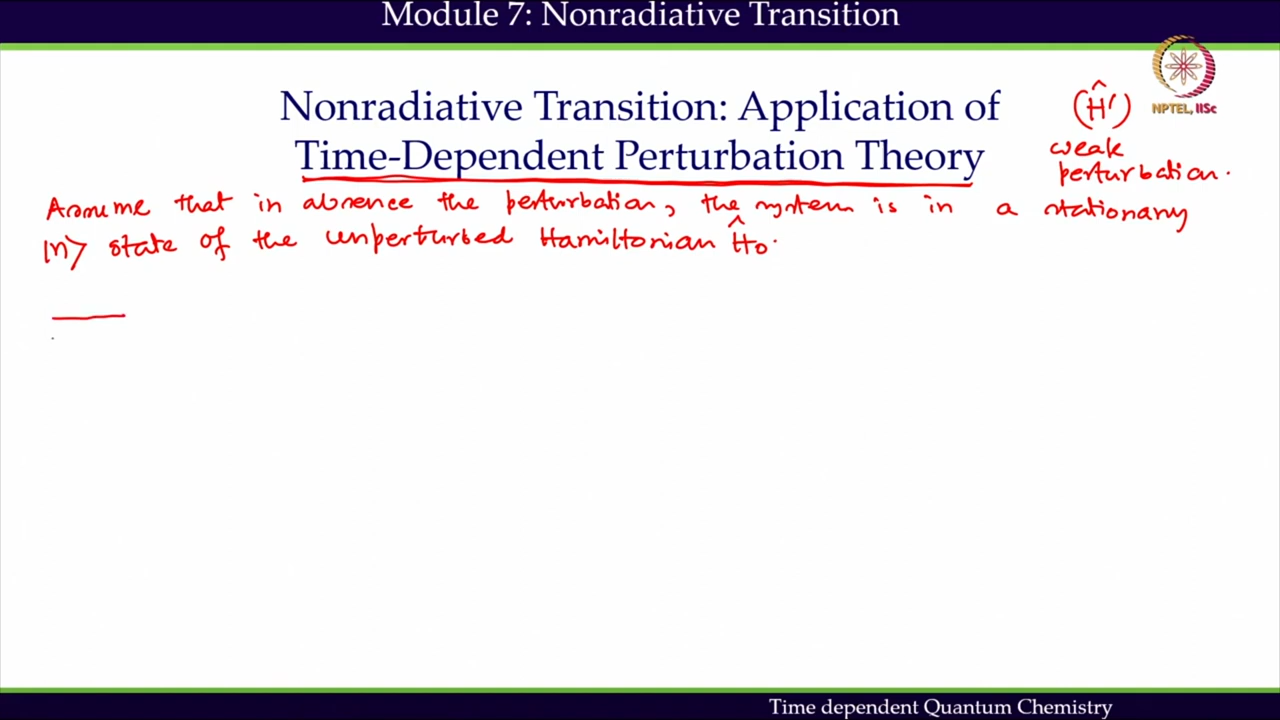 Module 7: Nonradiative Transition
Nonradiative Transition: Application of
Time-Dependent Perturbation Theory
(Ĥ′)
weak
perturbation.
NPTEL, IISc
Assume that in absence the perturbation, the system is in a stationary
|n> state of the unperturbed Hamiltonian Ĥ₀.
Time dependent Quantum Chemistry